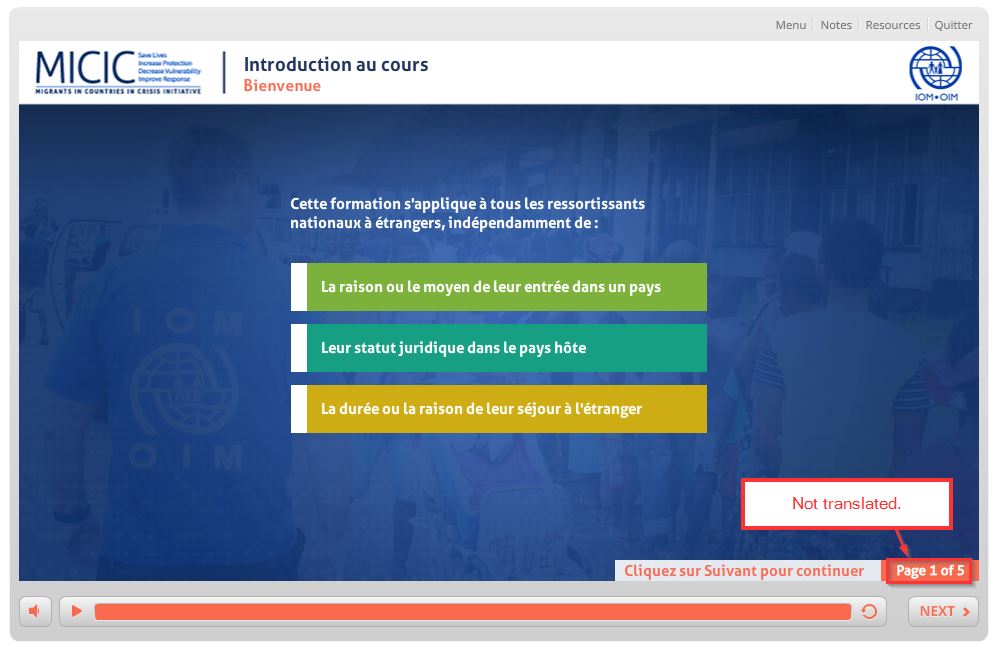 Menu Notes Resources Quitter
MICIC
Save Lives
Increase Protection
Decrease Vulnerability
Improve Response
MIGRANTS IN COUNTRIES IN CRISIS INITIATIVE
Introduction au cours
Bienvenue
IOM•OIM
Cette formation s'applique à tous les ressortissants
nationaux à étrangers, indépendamment de :
La raison ou le moyen de leur entrée dans un pays
Leur statut juridique dans le pays hôte
La durée ou la raison de leur séjour à l'étranger
IOM
OIM
Not translated.
Cliquez sur Suivant pour continuer
Page 1 of 5
NEXT